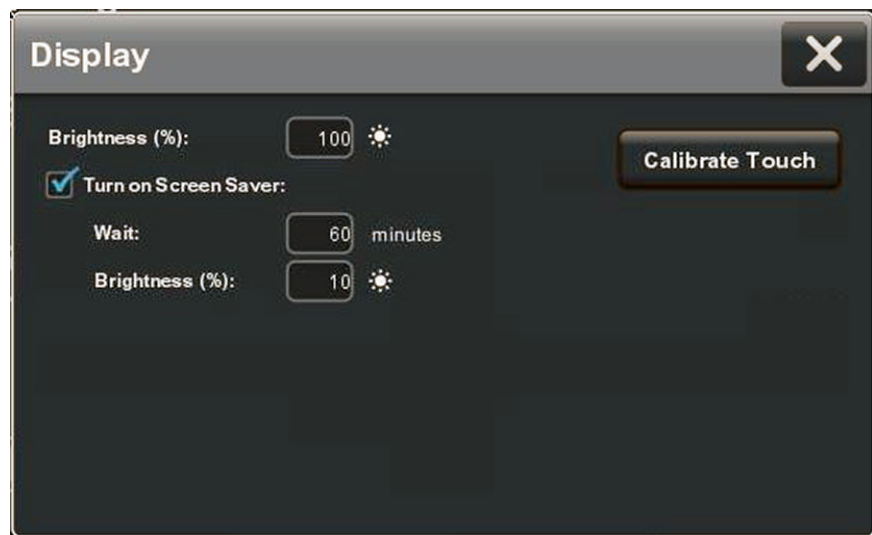 Display
Brightness (%): 100
Calibrate Touch
Turn on Screen Saver:
Wait: 60 minutes
Brightness (%): 10